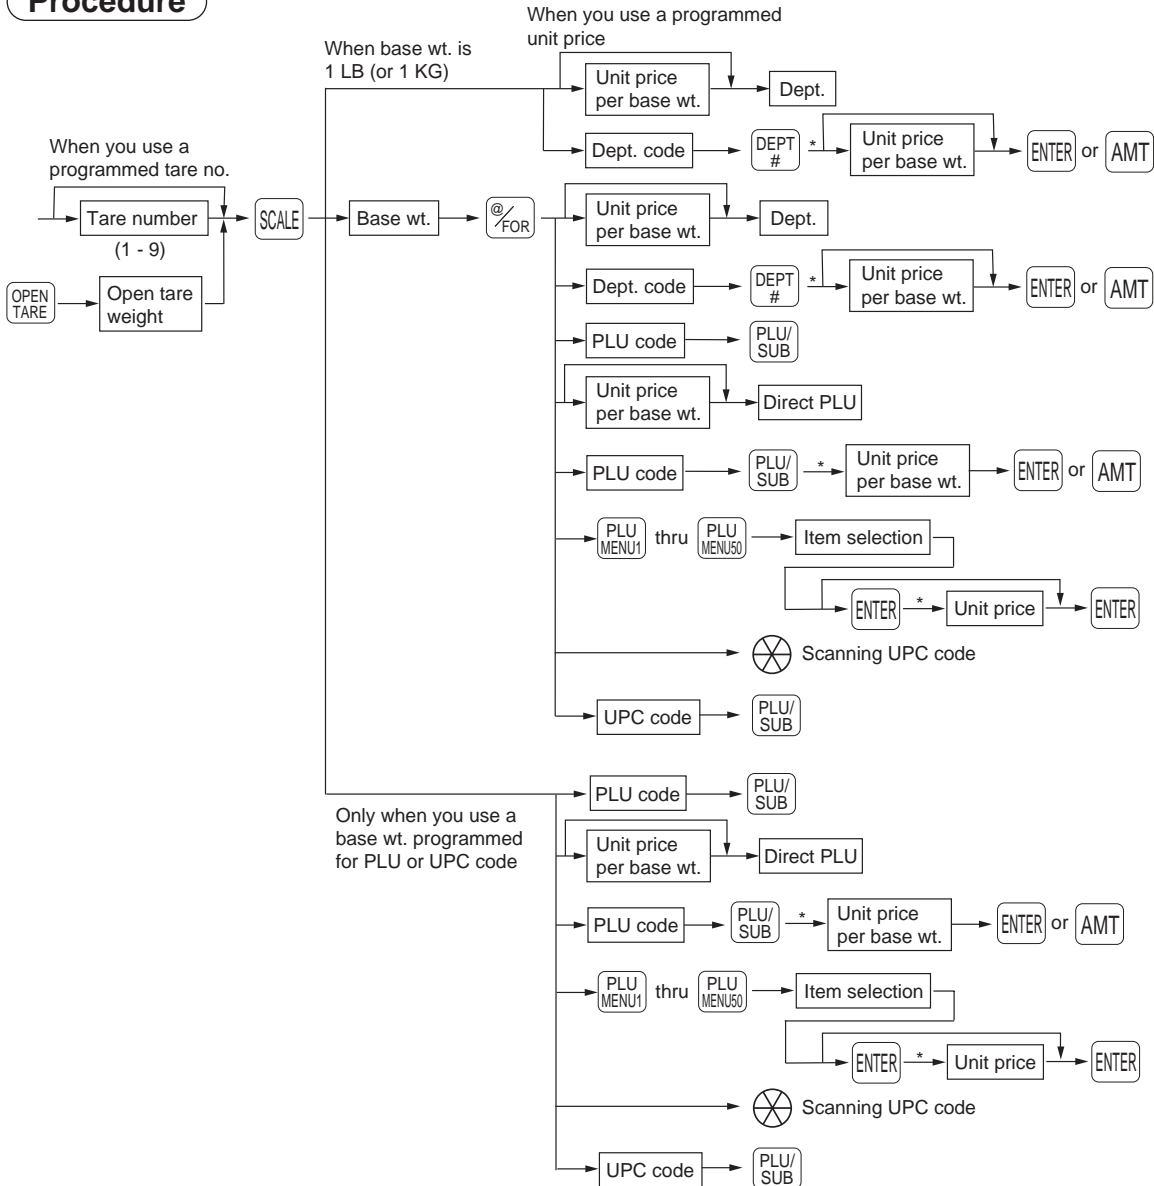 Procedure
When you use a programmed
unit price
When base wt. is
1 LB (or 1 KG)
Unit price
per base wt.
Dept.
When you use a
programmed tare no.
Dept. code
DEPT
#
*
Unit price
per base wt.
ENTER or AMT
Tare number
(1 - 9)
SCALE
Base wt.
@/FOR
Unit price
per base wt.
Dept.
OPEN
TARE
Open tare
weight
Dept. code
DEPT
#
*
Unit price
per base wt.
ENTER or AMT
PLU code
PLU/
SUB
Unit price
per base wt.
Direct PLU
PLU code
PLU/
SUB
*
Unit price
per base wt.
ENTER or AMT
PLU
MENU1
thru
PLU
MENU50
Item selection
ENTER
*
Unit price
ENTER
Scanning UPC code
UPC code
PLU/
SUB
PLU code
PLU/
SUB
Only when you use a
base wt. programmed
for PLU or UPC code
Unit price
per base wt.
Direct PLU
PLU code
PLU/
SUB
*
Unit price
per base wt.
ENTER or AMT
PLU
MENU1
thru
PLU
MENU50
Item selection
ENTER
*
Unit price
ENTER
Scanning UPC code
UPC code
PLU/
SUB